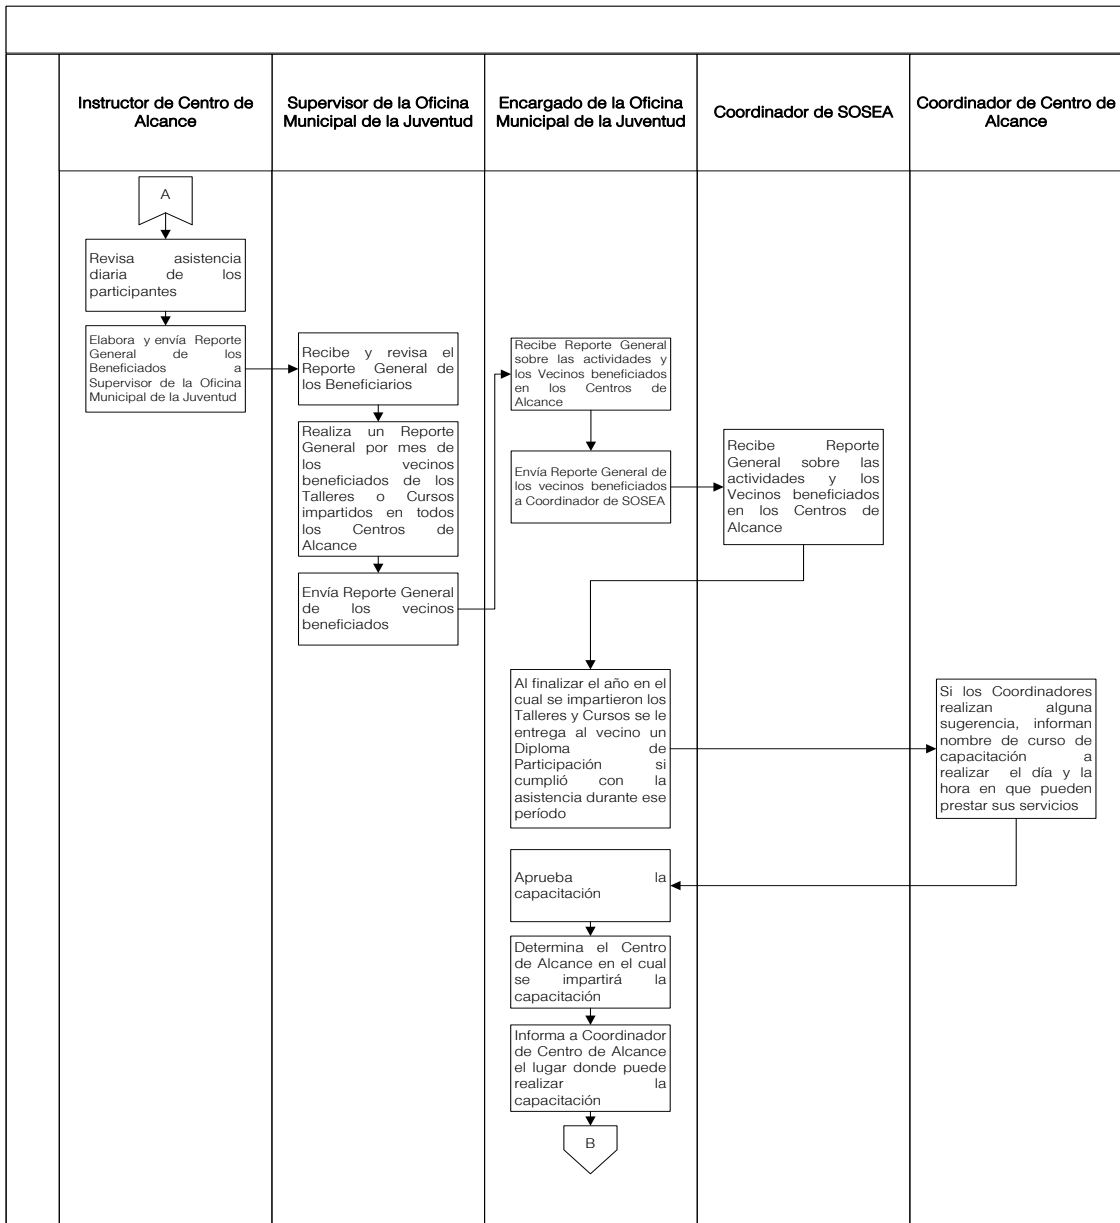 Instructor de Centro de
Alcance
Supervisor de la Oficina
Municipal de la Juventud
Encargado de la Oficina
Municipal de la Juventud
Coordinador de SOSEA
Coordinador de Centro de
Alcance
A
Revisa asistencia
diaria de los
participantes
Elabora y envía Reporte
General de los
Beneficiados a
Supervisor de la Oficina
Municipal de la Juventud
Recibe y revisa el
Reporte General de
los Beneficiarios
Realiza un Reporte
General por mes de
los vecinos
beneficiados de los
Talleres o Cursos
impartidos en todos
los Centros de
Alcance
Envía Reporte General
de los vecinos
beneficiados
Recibe Reporte General
sobre las actividades y
los Vecinos beneficiados
en los Centros de
Alcance
Envía Reporte General de
los vecinos beneficiados
a Coordinador de SOSEA
Recibe Reporte
General sobre las
actividades y los
Vecinos beneficiados
en los Centros de
Alcance
Al finalizar el año en el
cual se impartieron los
Talleres y Cursos se le
entrega al vecino un
Diploma de
Participación si
cumplió con la
asistencia durante ese
período
Si los Coordinadores
realizan alguna
sugerencia, informan
nombre de curso de
capacitación a
realizar el día y la
hora en que pueden
prestar sus servicios
Aprueba la
capacitación
Determina el Centro
de Alcance en el cual
se impartirá la
capacitación
Informa a Coordinador
de Centro de Alcance
el lugar donde puede
realizar la
capacitación
B